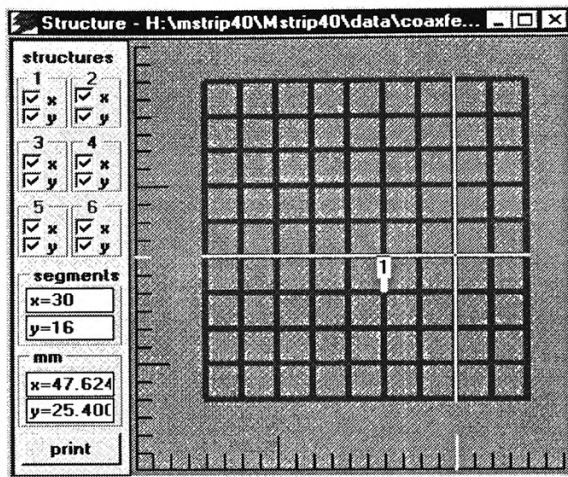 Structure - H:\mstrip40\Mstrip40\data\coaxfe...
structures
1 2
x x
y y
3 4
x x
y y
5 6
x x
y y
segments
x=30
y=16
mm
x=47.624
y=25.400
print
1